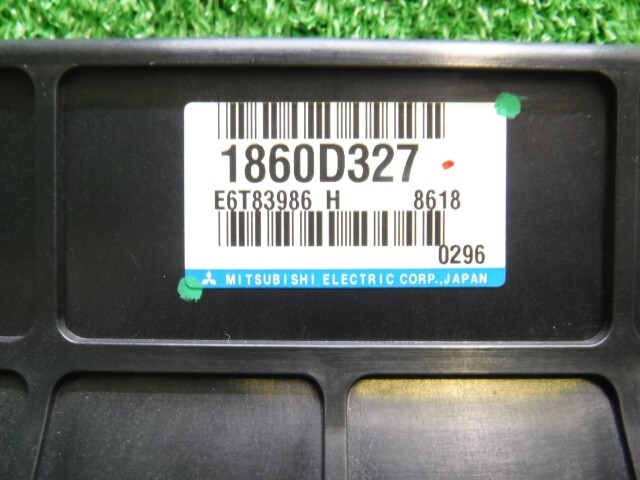 1860D327
E6T83986 H 8618
0296
MITSUBISHI ELECTRIC CORP.,JAPAN